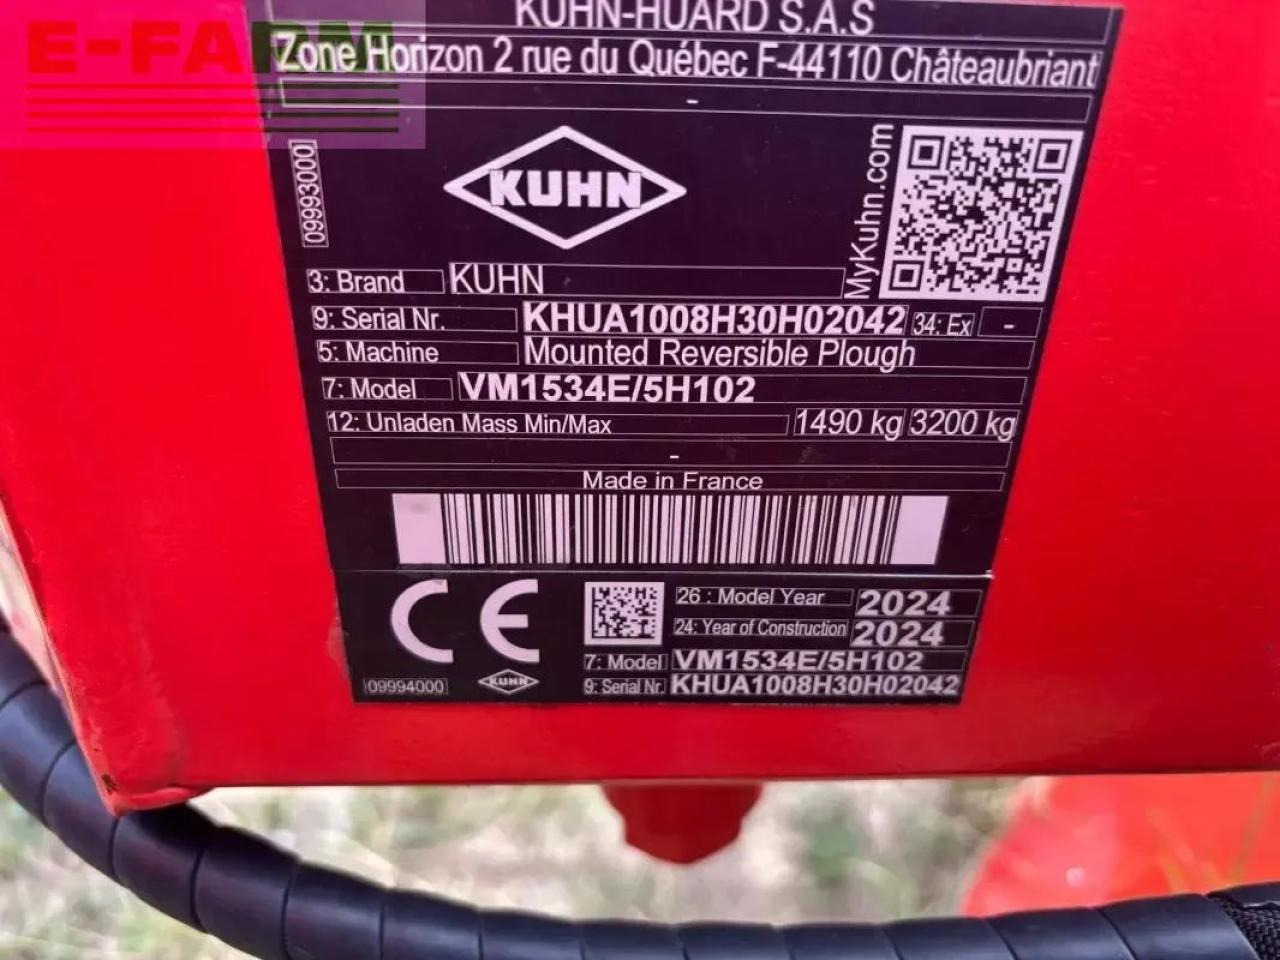 E-FARM
KUHN-HUARD S.A.S
Zone Horizon 2 rue du Québec F-44110 Châteaubriant
-
09993000
KUHN
MyKuhn.com
3: Brand KUHN
9: Serial Nr. KHUA1008H30H02042 34: Ex -
5: Machine Mounted Reversible Plough
7: Model VM1534E/5H102
12: Unladen Mass Min/Max 1490 kg 3200 kg
-
Made in France
CE
26 : Model Year 2024
24: Year of Construction 2024
7: Model VM1534E/5H102
9: Serial Nr. KHUA1008H30H02042
09994000 KUHN